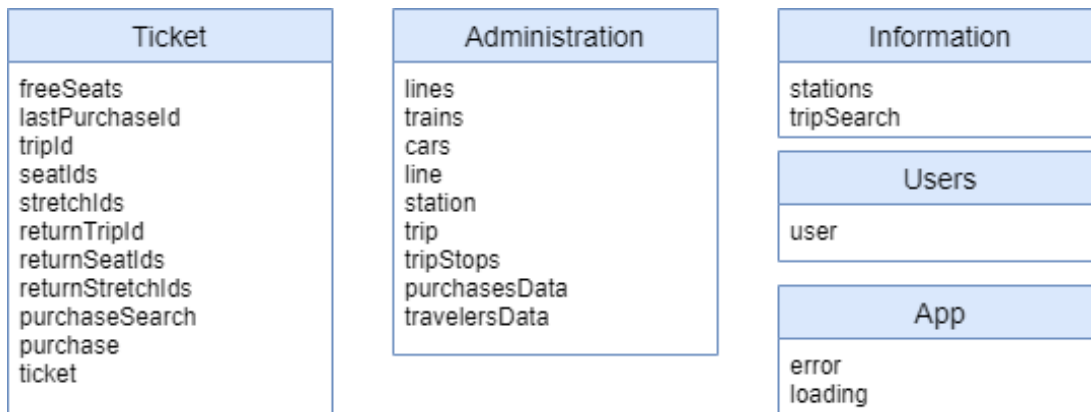 Ticket
freeSeats
lastPurchaseId
tripId
seatIds
stretchIds
returnTripId
returnSeatIds
returnStretchIds
purchaseSearch
purchase
ticket
Administration
lines
trains
cars
line
station
trip
tripStops
purchasesData
travelersData
Information
stations
tripSearch
Users
user
App
error
loading